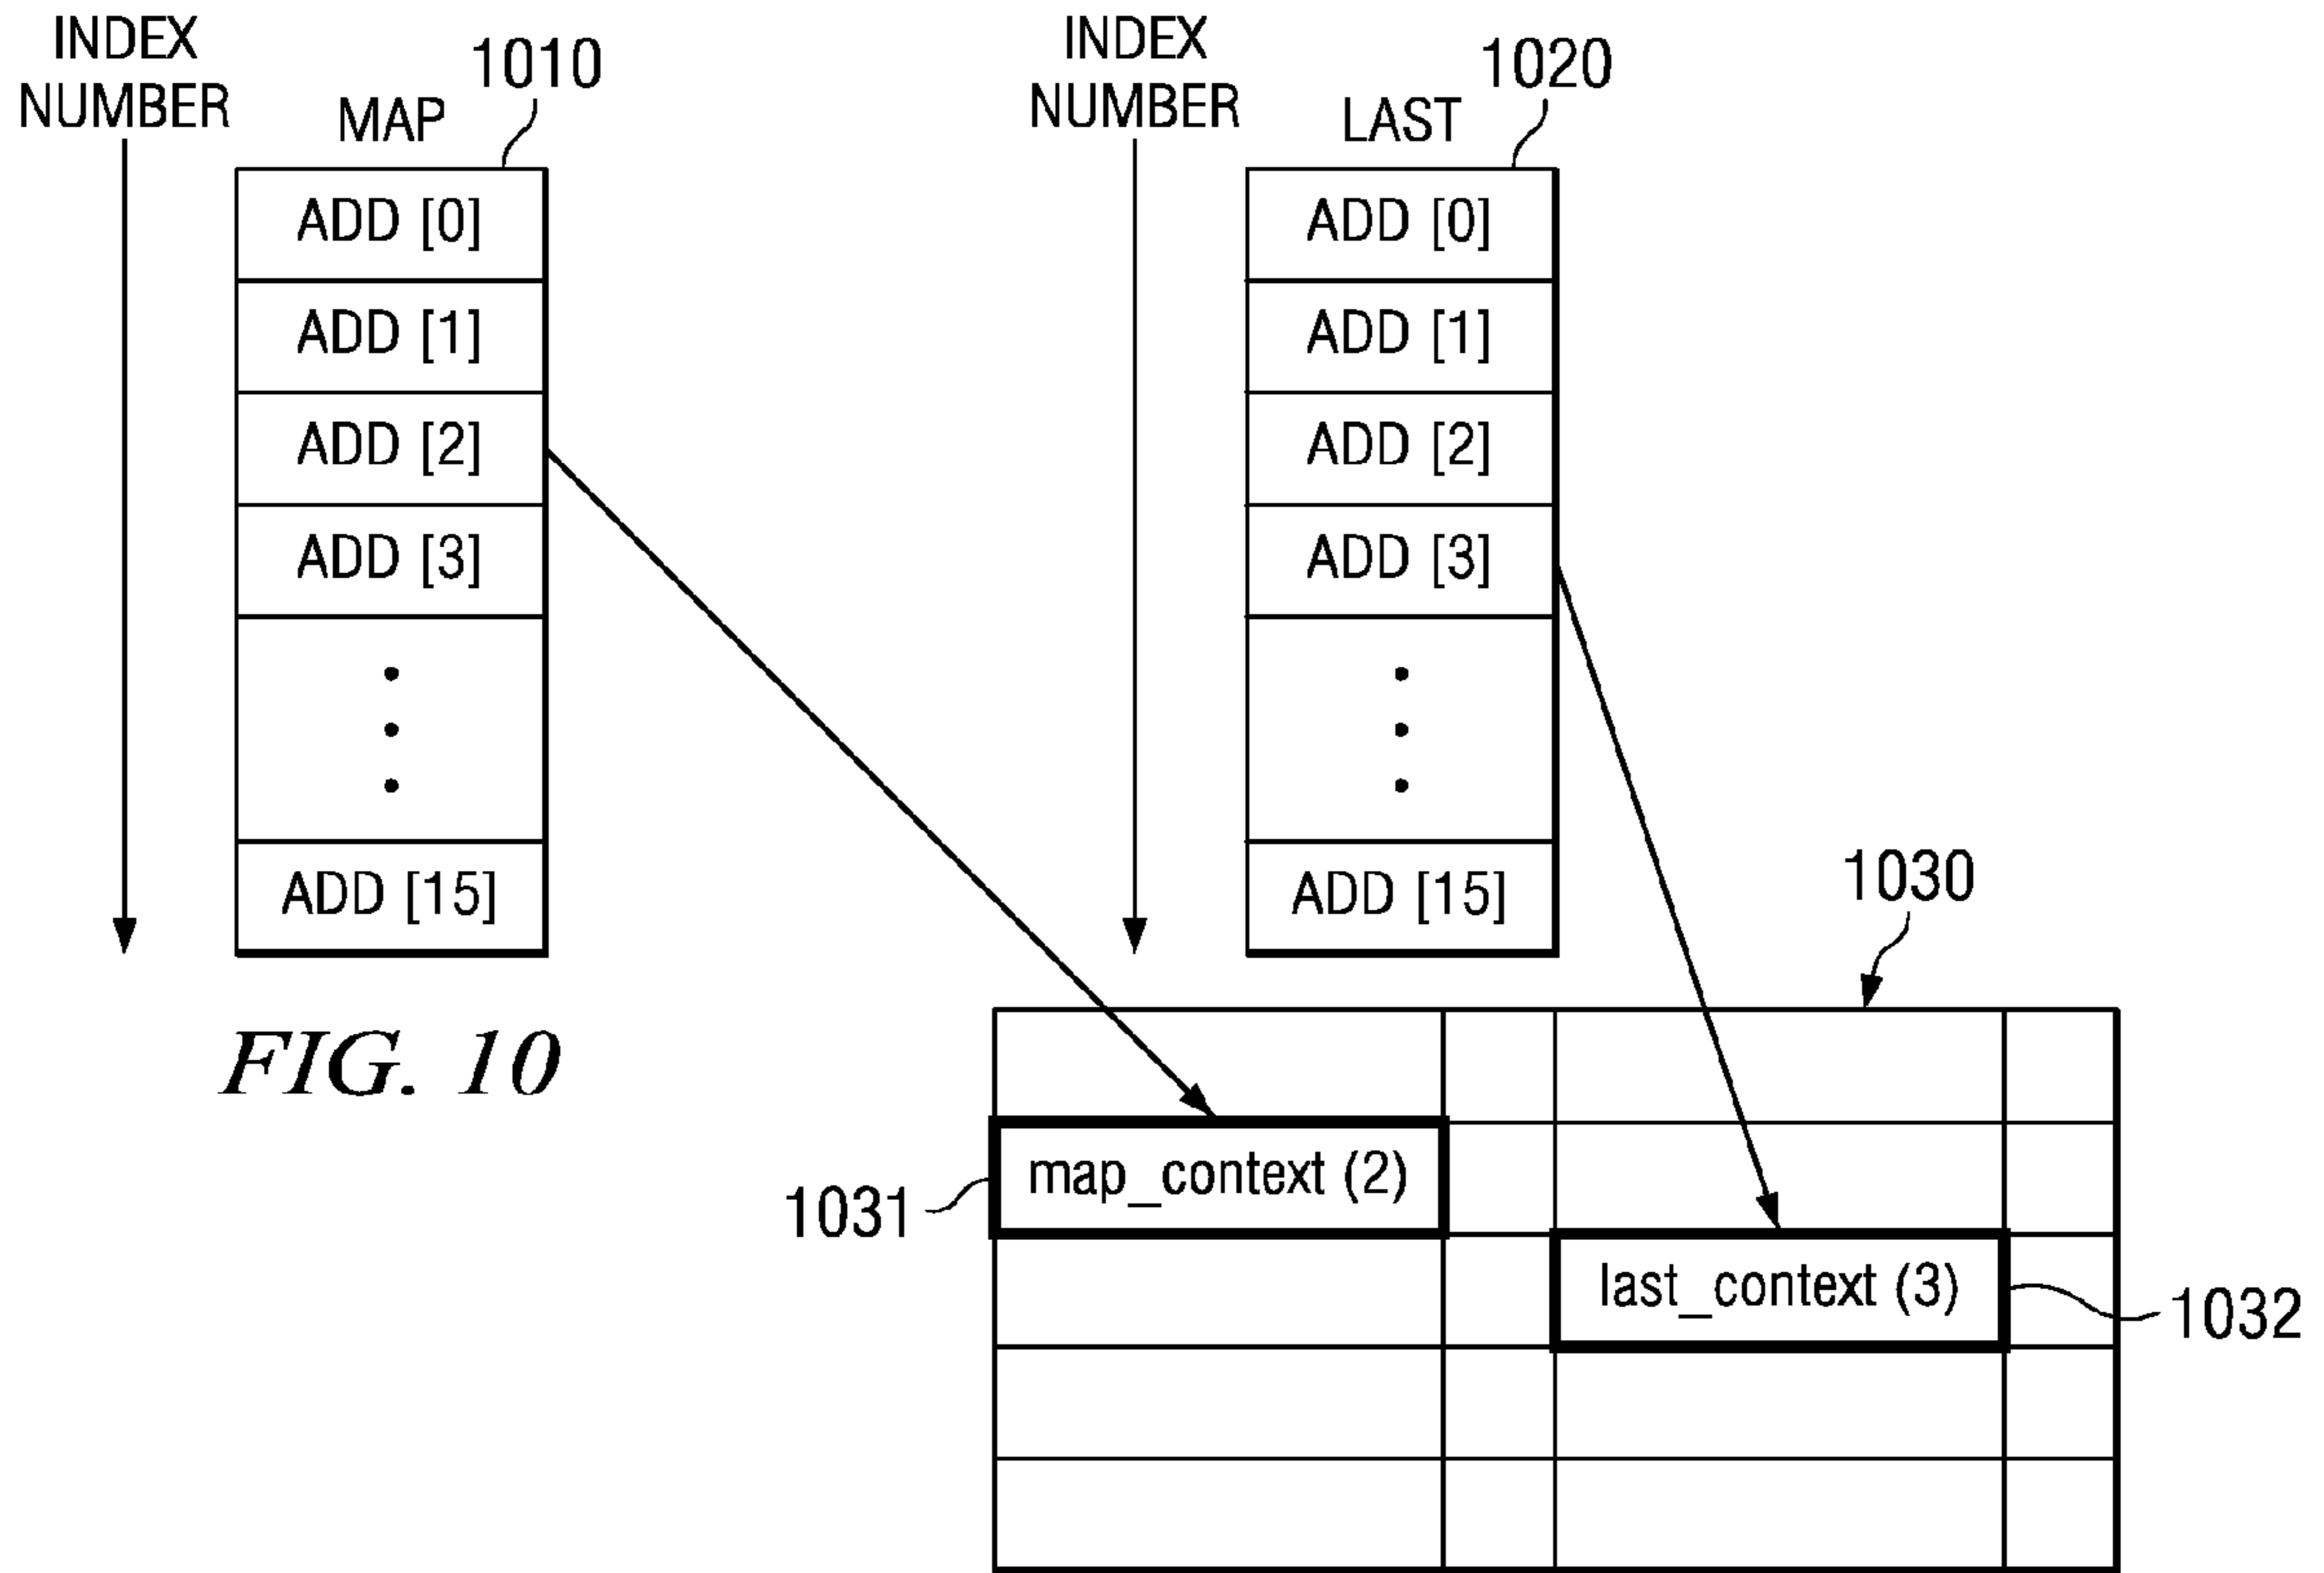 INDEX
NUMBER
MAP
1010
ADD [0]
ADD [1]
ADD [2]
ADD [3]
ADD [15]
INDEX
NUMBER
LAST
1020
ADD [0]
ADD [1]
ADD [2]
ADD [3]
ADD [15]
1030
FIG. 10
map_context (2)
1031
last_context (3)
1032